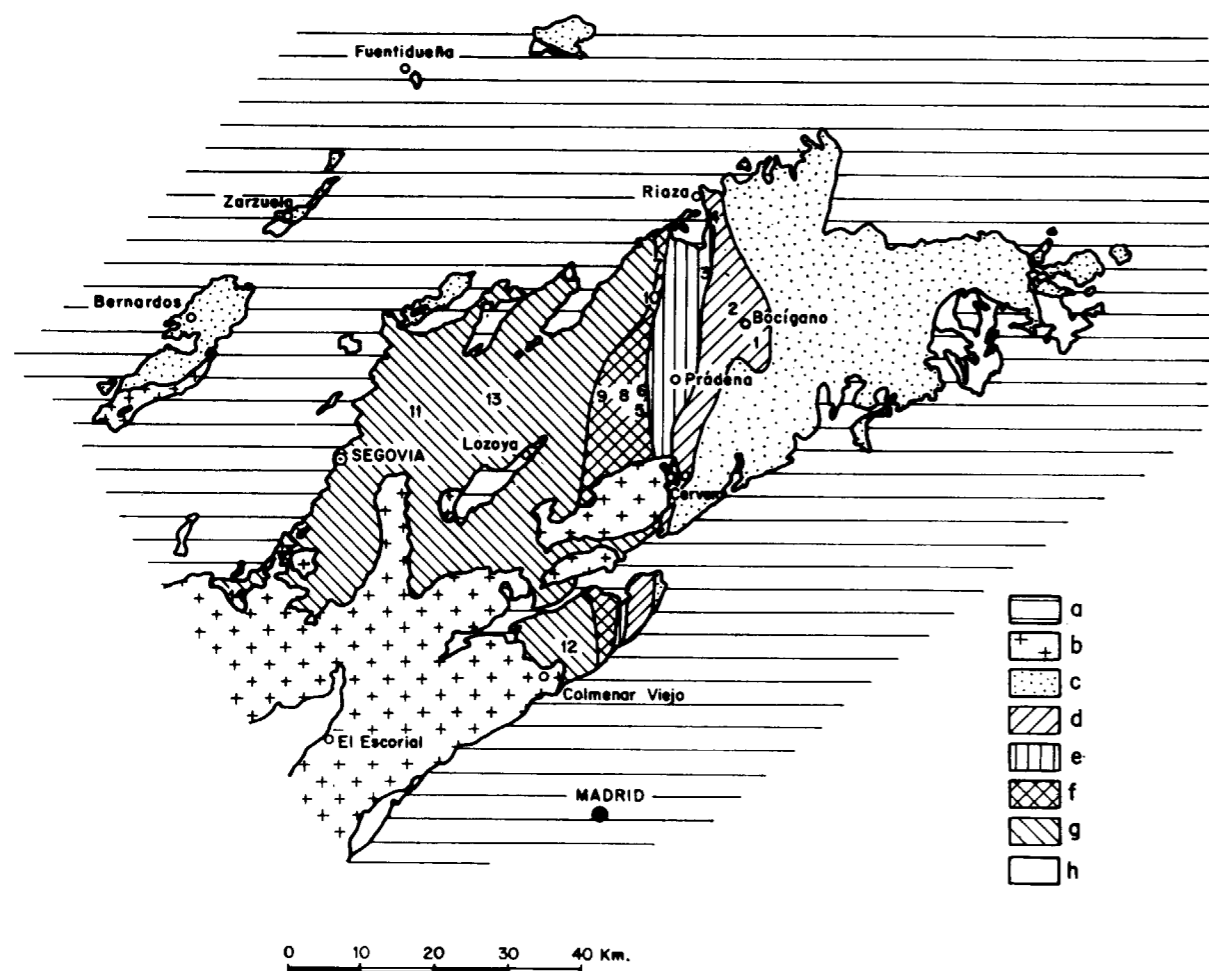 Fuentidueña
Zarzuela
Riaza
Bernardos
3
10
2
Bocígano
1
Prádena
9 8 6
5
11
13
Lozoya
SEGOVIA
12
Colmenar Viejo
El Escorial
MADRID
a
b
c
d
e
f
g
h
0 10 20 30 40 Km.